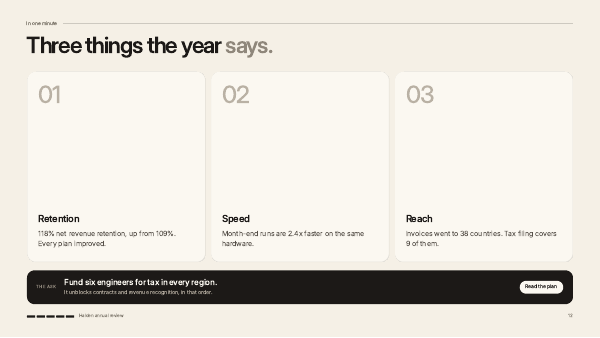 In one minute
Three things the year says.
01
Retention
118% net revenue retention, up from 109%.
Every plan improved.
02
Speed
Month-end runs are 2.4x faster on the same
hardware.
03
Reach
Invoices went to 38 countries. Tax filing covers
9 of them.
THE ASK
Fund six engineers for tax in every region.
It unblocks contracts and revenue recognition, in that order.
Read the plan
annual review